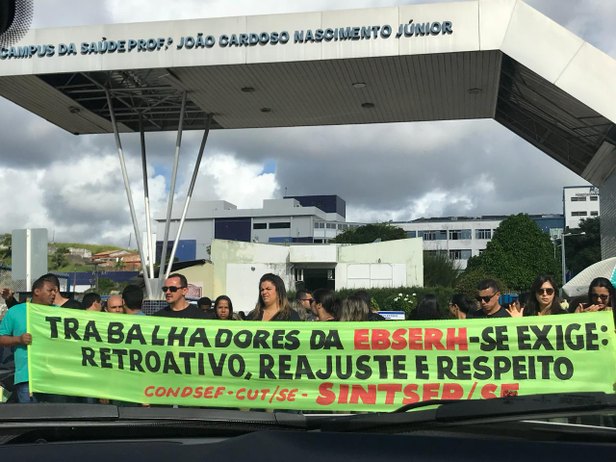 CAMPUS DA SAÚDE PROF.º JOÃO CARDOSO NASCIMENTO JÚNIOR
TRABALHADORES DA EBSERH-SE EXIGE:
RETROATIVO, REAJUSTE E RESPEITO
CONDSEF-CUT/SE- SINTSEP/SE